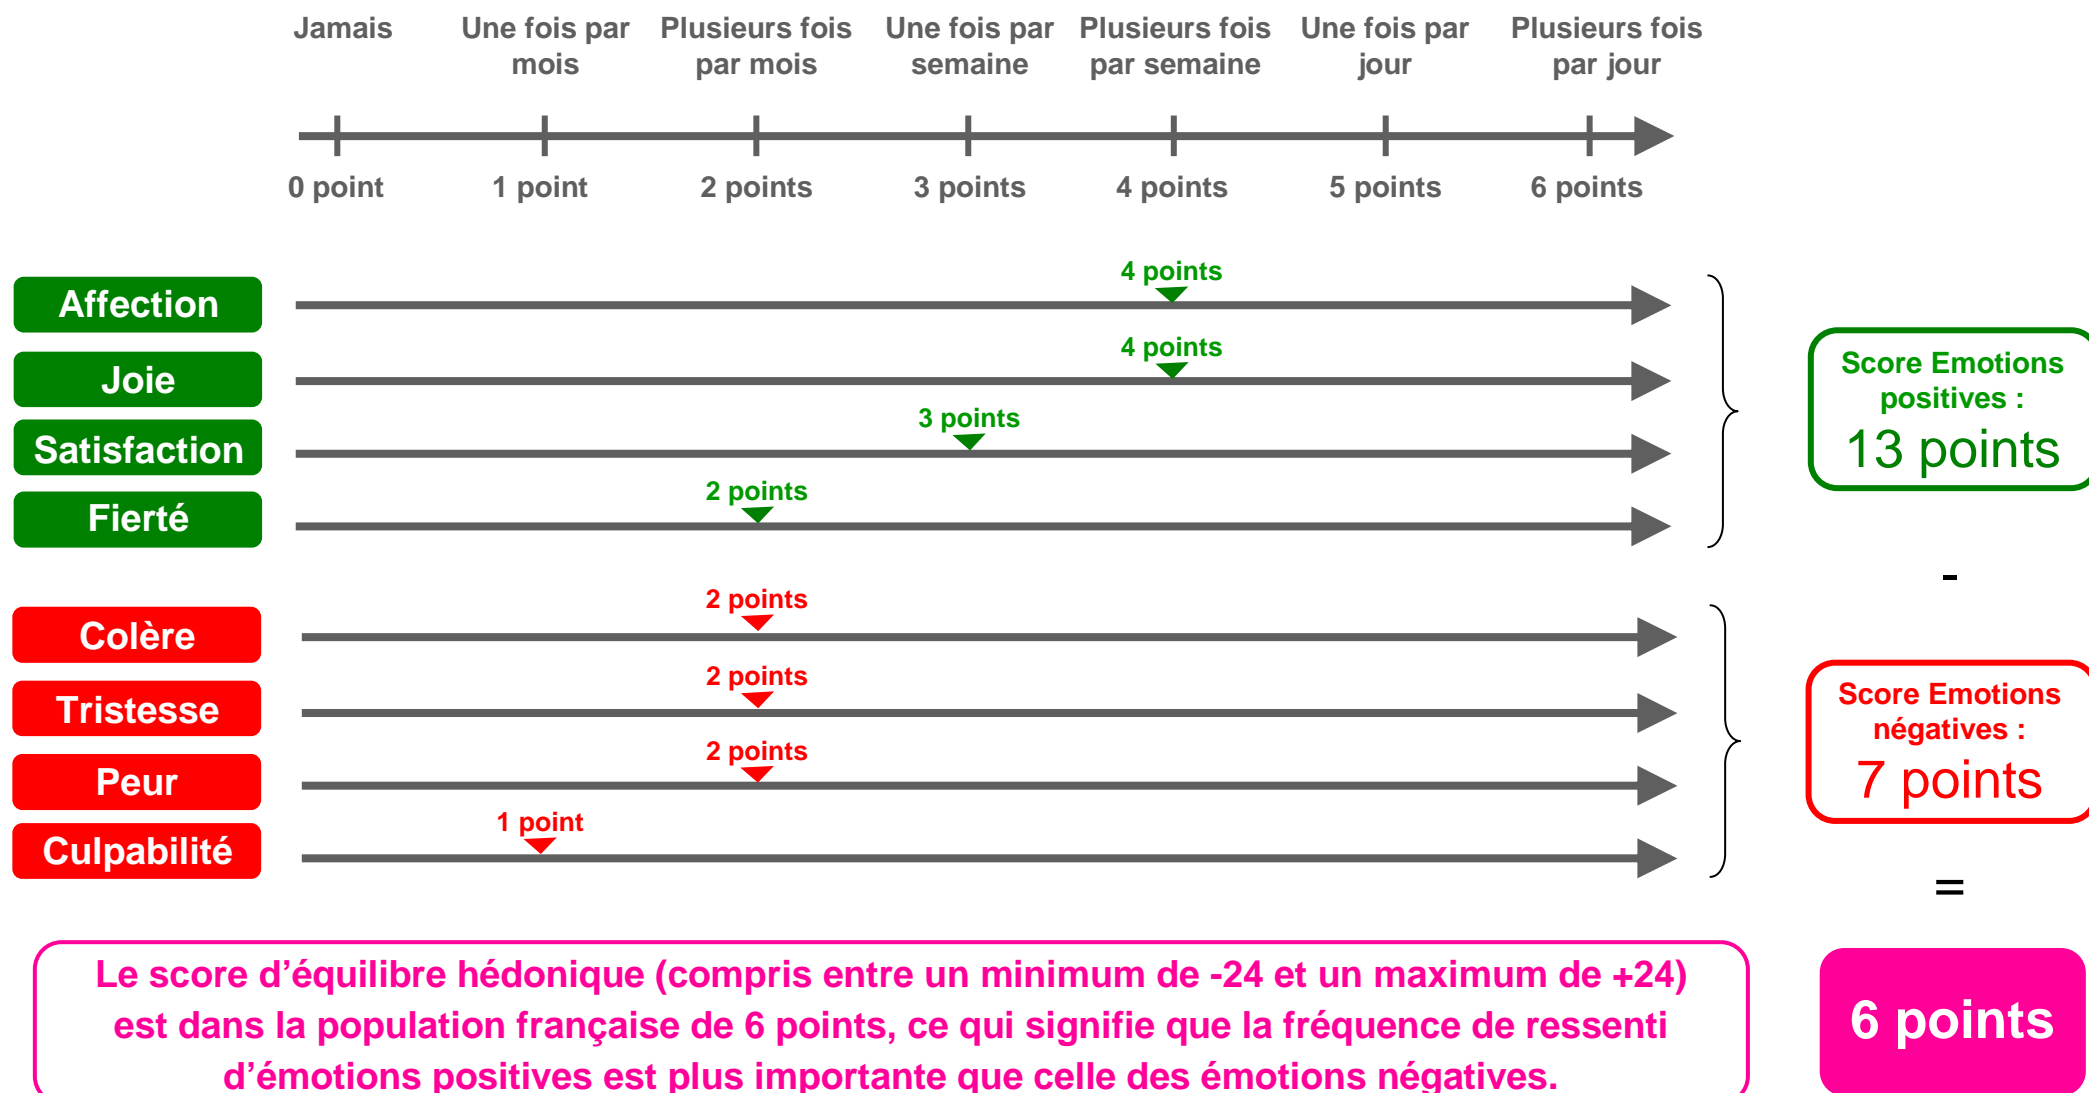 Jamais
Une fois par
mois
Plusieurs fois
par mois
Une fois par
semaine
Plusieurs fois
par semaine
Une fois par
jour
Plusieurs fois
par jour
0 point
1 point
2 points
3 points
4 points
5 points
6 points
4 points
Affection
4 points
Joie
3 points
Satisfaction
2 points
Fierté
Score Emotions
positives :
13 points
-
2 points
Colère
2 points
Tristesse
2 points
Peur
1 point
Culpabilité
Score Emotions
négatives :
7 points
=
Le score d’équilibre hédonique (compris entre un minimum de -24 et un maximum de +24)
est dans la population française de 6 points, ce qui signifie que la fréquence de ressenti
d’émotions positives est plus importante que celle des émotions négatives.
6 points